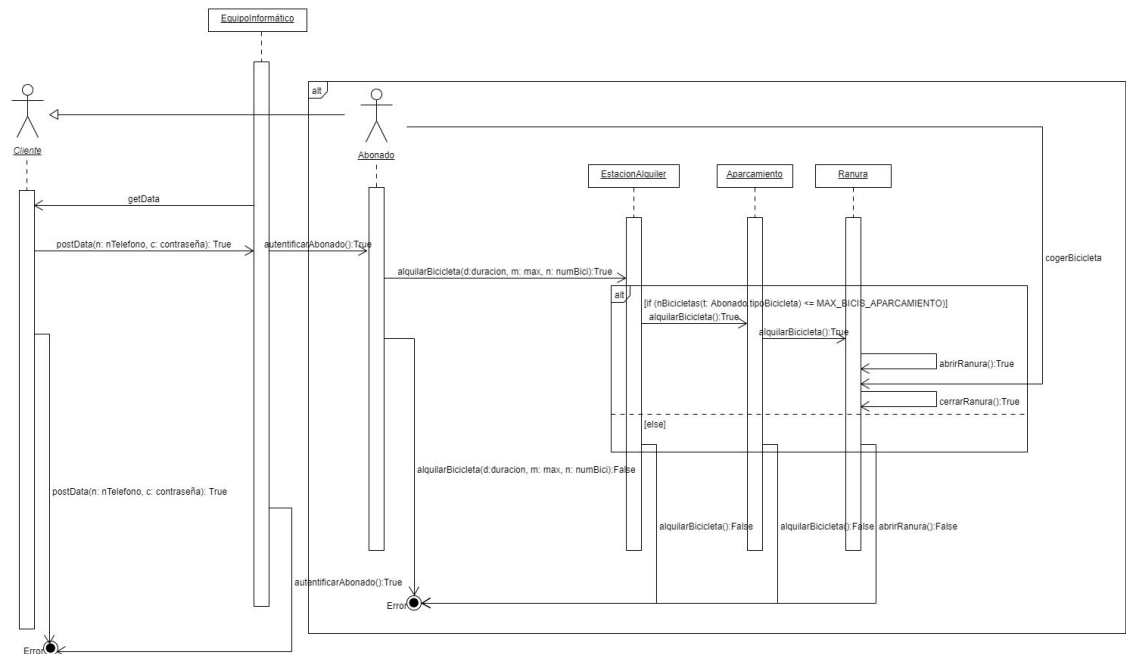 EquipoInformático
alt
Cliente
Abonado
EstacionAlquiler
Aparcamiento
Ranura
getData
postData(n: nTelefono, c: contraseña): True
autentificarAbonado():True
cogerBicicleta
alquilarBicicleta(d:duracion, m: max, n: numBici):True
alt
[if (nBicicletas(t: Abonado.tipoBicicleta) <= MAX_BICIS_APARCAMIENTO)]
alquilarBicicleta():True
alquilarBicicleta():True
abrirRanura():True
cerrarRanura():True
[else]
alquilarBicicleta(d:duracion, m: max, n: numBici):False
postData(n: nTelefono, c: contraseña): True
alquilarBicicleta():False
alquilarBicicleta():False
abrirRanura():False
autentificarAbonado():True
Error
Error